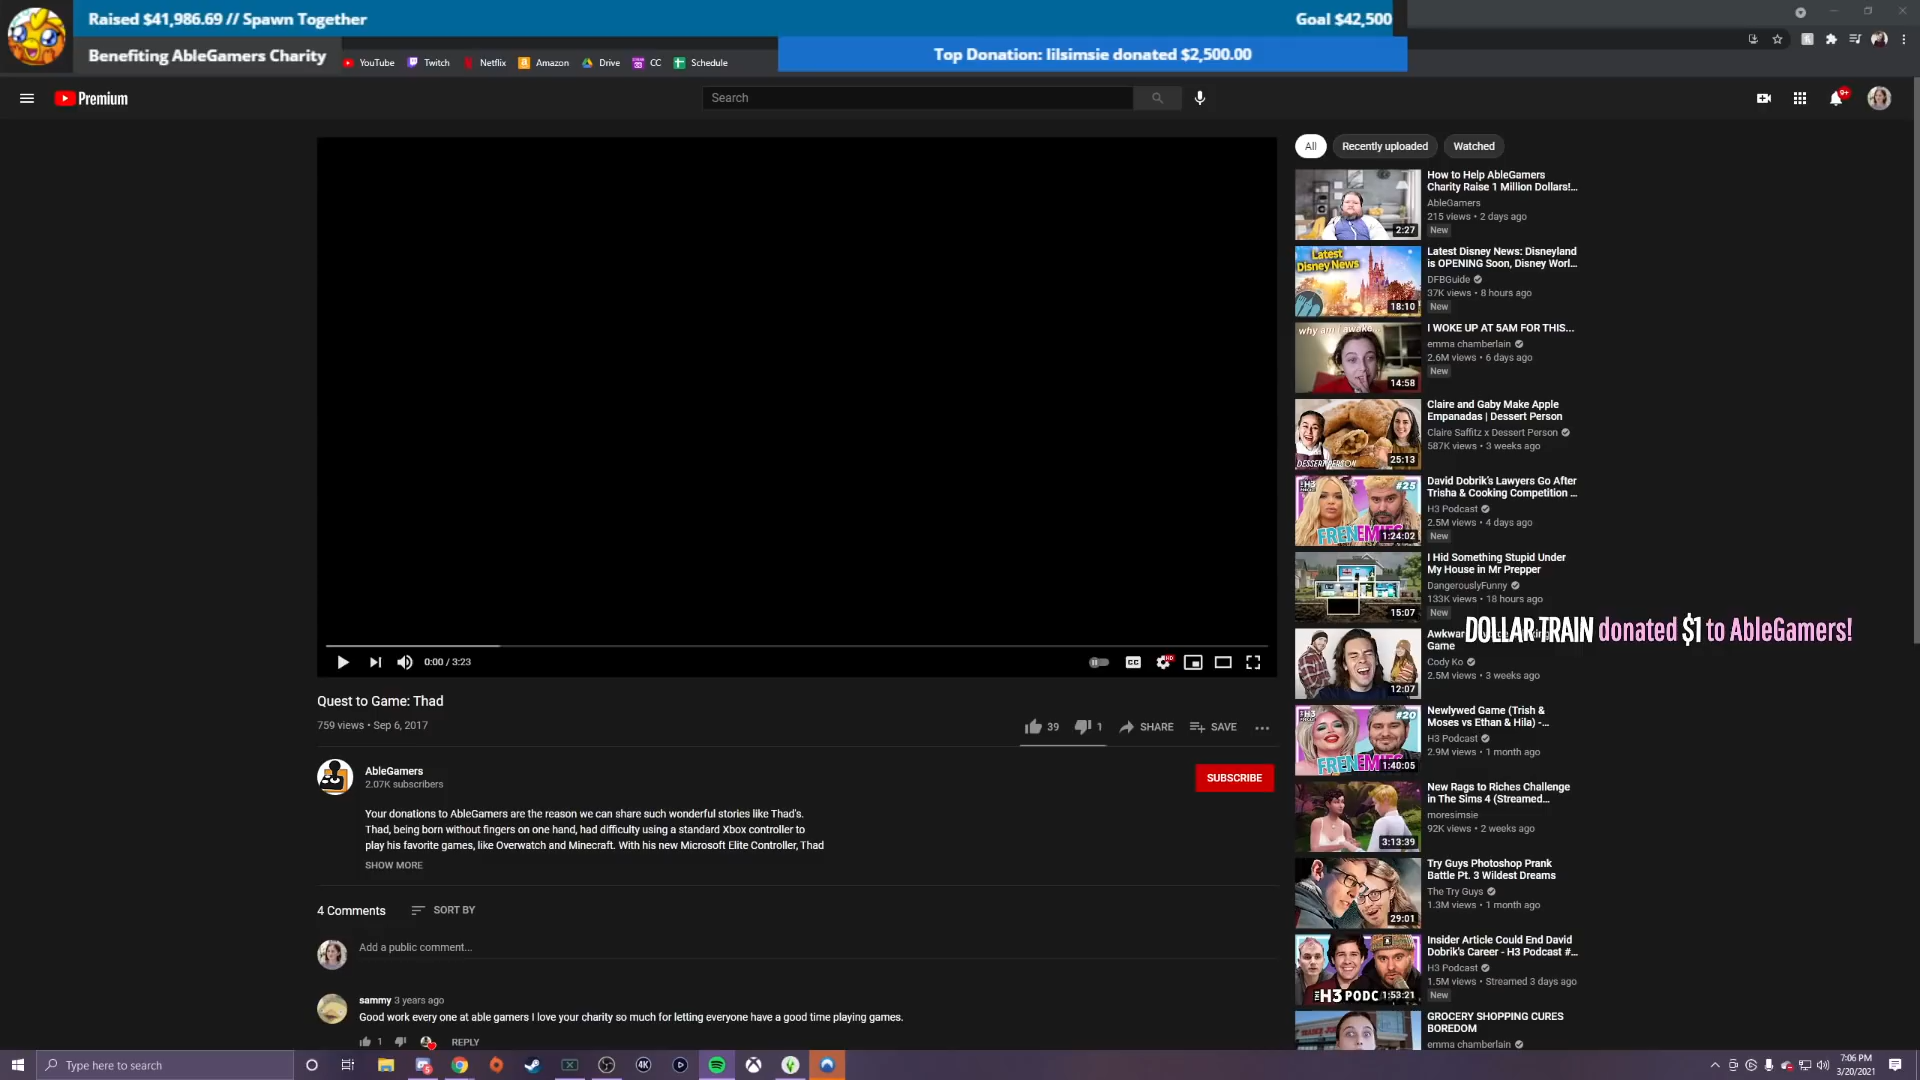 Raised $41,986.69 // Spawn Together
Goal $42,500
Benefiting AbleGamers Charity
Top Donation: lilsimsie donated $2,500.00
YouTube
Twitch
Netflix
Amazon
Drive
CC
Schedule
Premium
Search
9+
All
Recently uploaded
Watched
How to Help AbleGamers
Charity Raise 1 Million Dollars!...
AbleGamers
215 views • 2 days ago
New
2:27
Latest
Disney News
Latest Disney News: Disneyland
is OPENING Soon, Disney Worl...
DFBGuide
37K views • 8 hours ago
New
18:10
why am i awake...
I WOKE UP AT 5AM FOR THIS...
emma chamberlain
2.6M views • 6 days ago
New
14:58
Claire and Gaby Make Apple
Empanadas | Dessert Person
Claire Saffitz x Dessert Person
587K views • 3 weeks ago
DESSERT PERSON
25:13
David Dobrik's Lawyers Go After
Trisha & Cooking Competition ...
H3 Podcast
2.5M views • 4 days ago
New
#25
FRENEMIES
1:24:02
I Hid Something Stupid Under
My House in Mr Prepper
DangerouslyFunny
133K views • 18 hours ago
New
15:07
DOLLAR TRAIN donated $1 to AbleGamers!
Game
Cody Ko
2.5M views • 3 weeks ago
12:07
Newlywed Game (Trish &
Moses vs Ethan & Hila) -...
H3 Podcast
2.9M views • 1 month ago
#20
FRENEMIES
1:40:05
New Rags to Riches Challenge
in The Sims 4 (Streamed...
moresimsie
92K views • 2 weeks ago
3:13:39
Try Guys Photoshop Prank
Battle Pt. 3 Wildest Dreams
The Try Guys
1.3M views • 1 month ago
29:01
Insider Article Could End David
Dobrik's Career - H3 Podcast #...
H3 Podcast
1.5M views • Streamed 3 days ago
New
THE H3 PODC
1:53:21
GROCERY SHOPPING CURES
BOREDOM
emma chamberlain
0:00 / 3:23
CC
HD
Quest to Game: Thad
759 views • Sep 6, 2017
39
1
SHARE
SAVE
AbleGamers
2.07K subscribers
SUBSCRIBE
Your donations to AbleGamers are the reason we can share such wonderful stories like Thad's.
Thad, being born without fingers on one hand, had difficulty using a standard Xbox controller to
play his favorite games, like Overwatch and Minecraft. With his new Microsoft Elite Controller, Thad
SHOW MORE
4 Comments
SORT BY
Add a public comment...
sammy 3 years ago
Good work every one at able gamers I love your charity so much for letting everyone have a good time playing games.
1
REPLY
Type here to search
4K
7:06 PM
3/20/2021